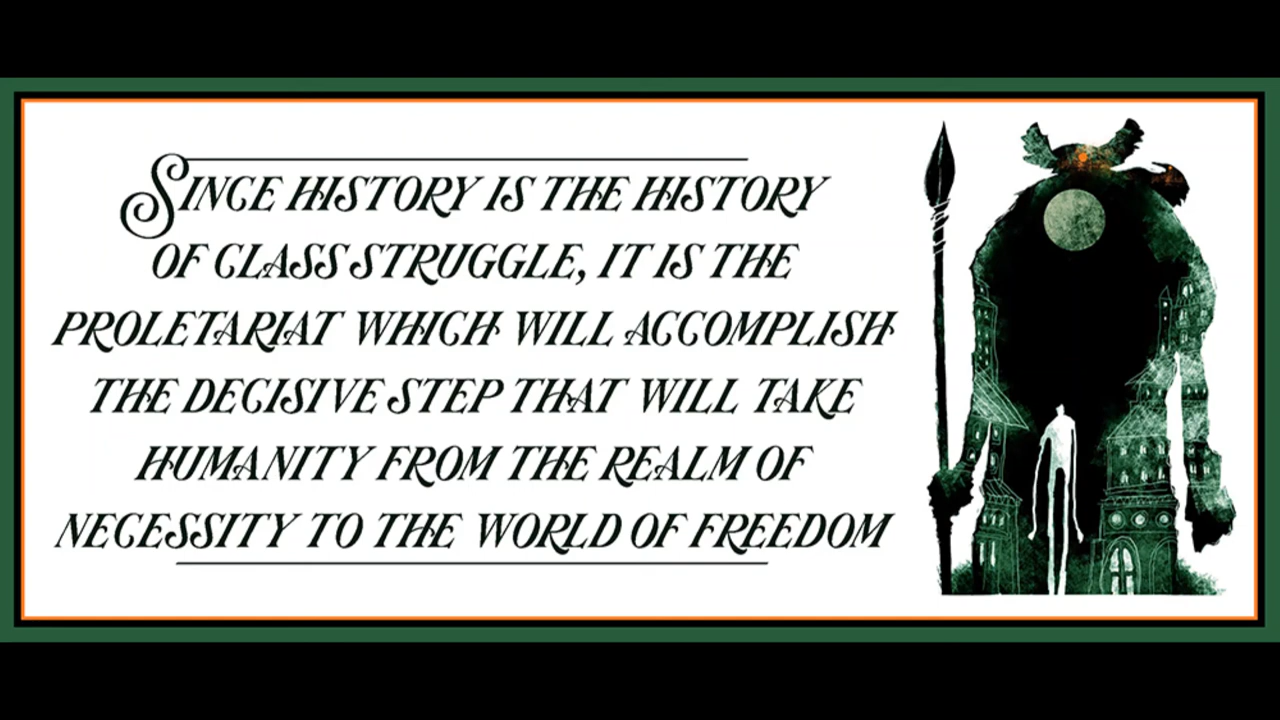 SINCE HISTORY IS THE HISTORY
OF CLASS STRUGGLE, IT IS THE
PROLETARIAT WHICH WILL ACCOMPLISH
THE DECISIVE STEP THAT WILL TAKE
HUMANITY FROM THE REALM OF
NECESSITY TO THE WORLD OF FREEDOM